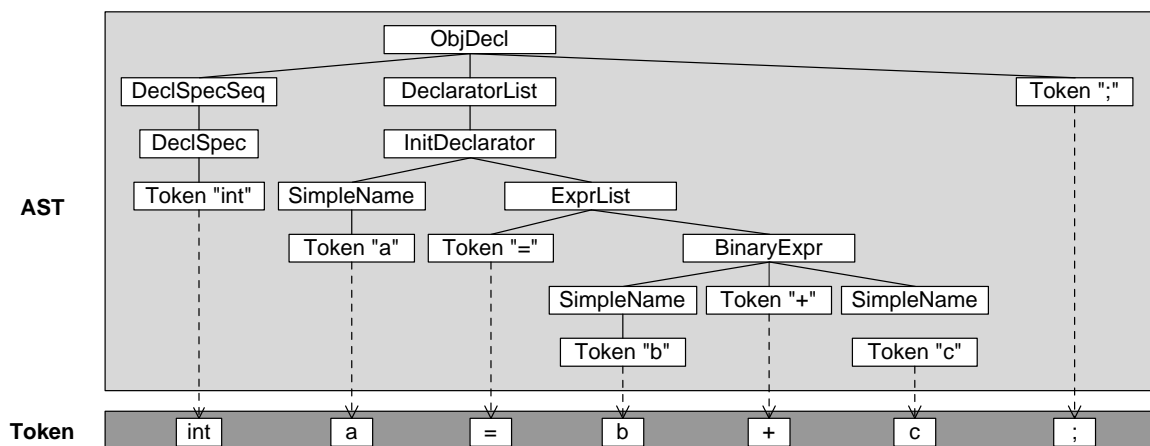 ObjDecl
DeclSpecSeq DeclaratorList Token ";"
DeclSpec InitDeclarator
AST Token "int" SimpleName ExprList
Token "a" Token "=" BinaryExpr
SimpleName Token "+" SimpleName
Token "b" Token "c"
Token int a = b + c ;